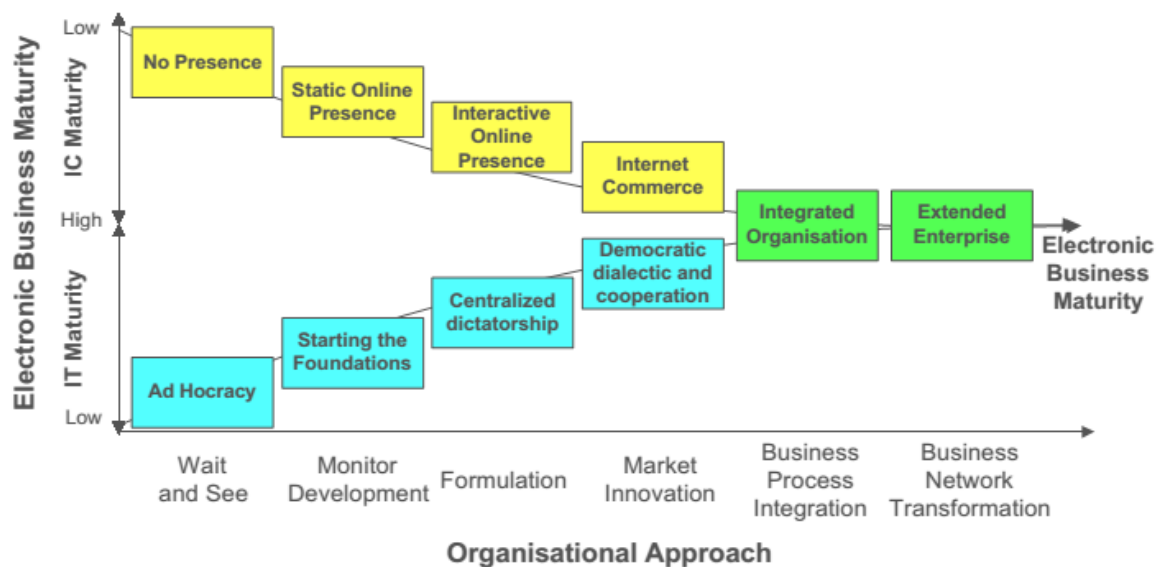 Electronic Business Maturity
IC Maturity
IT Maturity
Low
High
Low
No Presence
Static Online
Presence
Interactive
Online
Presence
Internet
Commerce
Integrated
Organisation
Extended
Enterprise
Electronic
Business
Maturity
Democratic
dialectic and
cooperation
Centralized
dictatorship
Starting the
Foundations
Ad Hocracy
Wait
and See
Monitor
Development
Formulation
Market
Innovation
Business
Process
Integration
Business
Network
Transformation
Organisational Approach